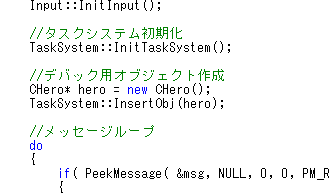 Input::InitInput();
//タスクシステム初期化
TaskSystem::InitTaskSystem();
//デバック用オブジェクト作成
CHero* hero = new CHero();
TaskSystem::InsertObj(hero);
//メッセージループ
do
{
if( PeekMessage( &msg, NULL, 0, 0, PM_R
{